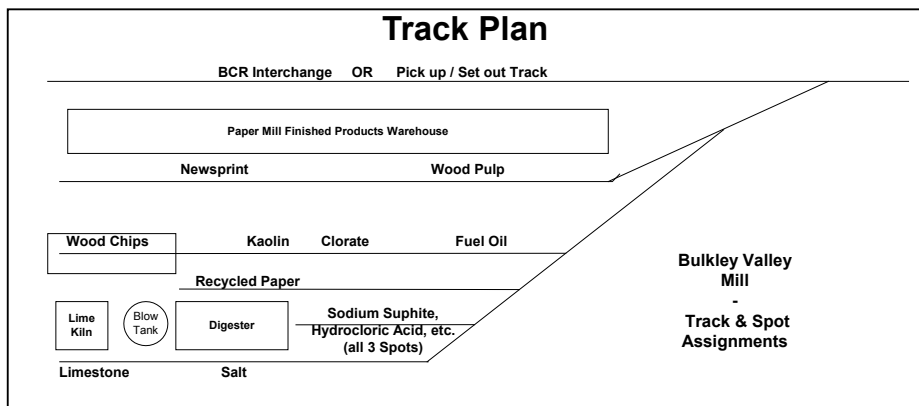 Track Plan
BCR Interchange OR Pick up / Set out Track
Paper Mill Finished Products Warehouse
Newsprint Wood Pulp
Wood Chips Kaolin Clorate Fuel Oil
Recycled Paper
Lime
Kiln
Blow
Tank
Digester
Sodium Suphite,
Hydrocloric Acid, etc.
(all 3 Spots)
Limestone Salt
Bulkley Valley
Mill
-
Track & Spot
Assignments